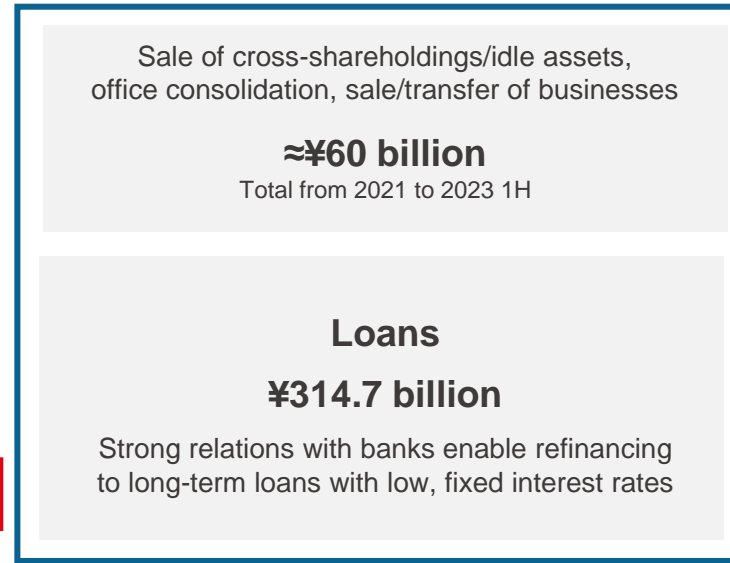 Sale of cross-shareholdings/idle assets,
office consolidation, sale/transfer of businesses
≈¥60 billion
Total from 2021 to 2023 1H
Loans
¥314.7 billion
Strong relations with banks enable refinancing
to long-term loans with low, fixed interest rates